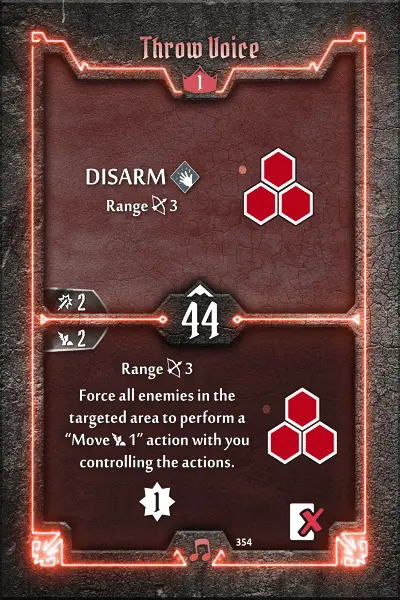 Throw Voice
1
DISARM
Range 3
2
44
2
Range 3
Force all enemies in the
targeted area to perform a
“Move 1” action with you
controlling the actions.
1
354